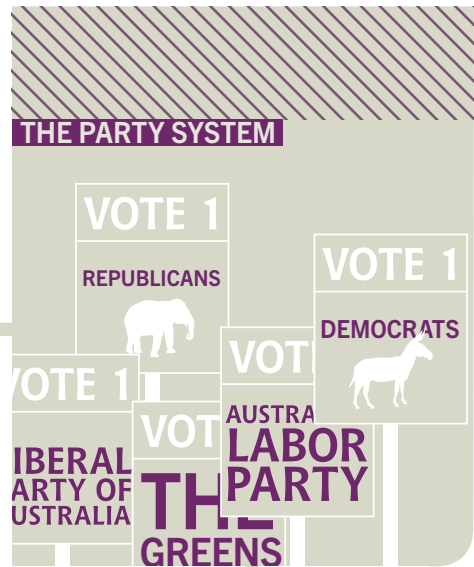 THE PARTY SYSTEM
VOTE 1
REPUBLICANS
VOTE 1
DEMOCRATS
VOTE 1
IBERAL
ARTY OF
USTRALIA
VOT
THE
GREENS
VOT
AUSTRA
LABOR
PARTY